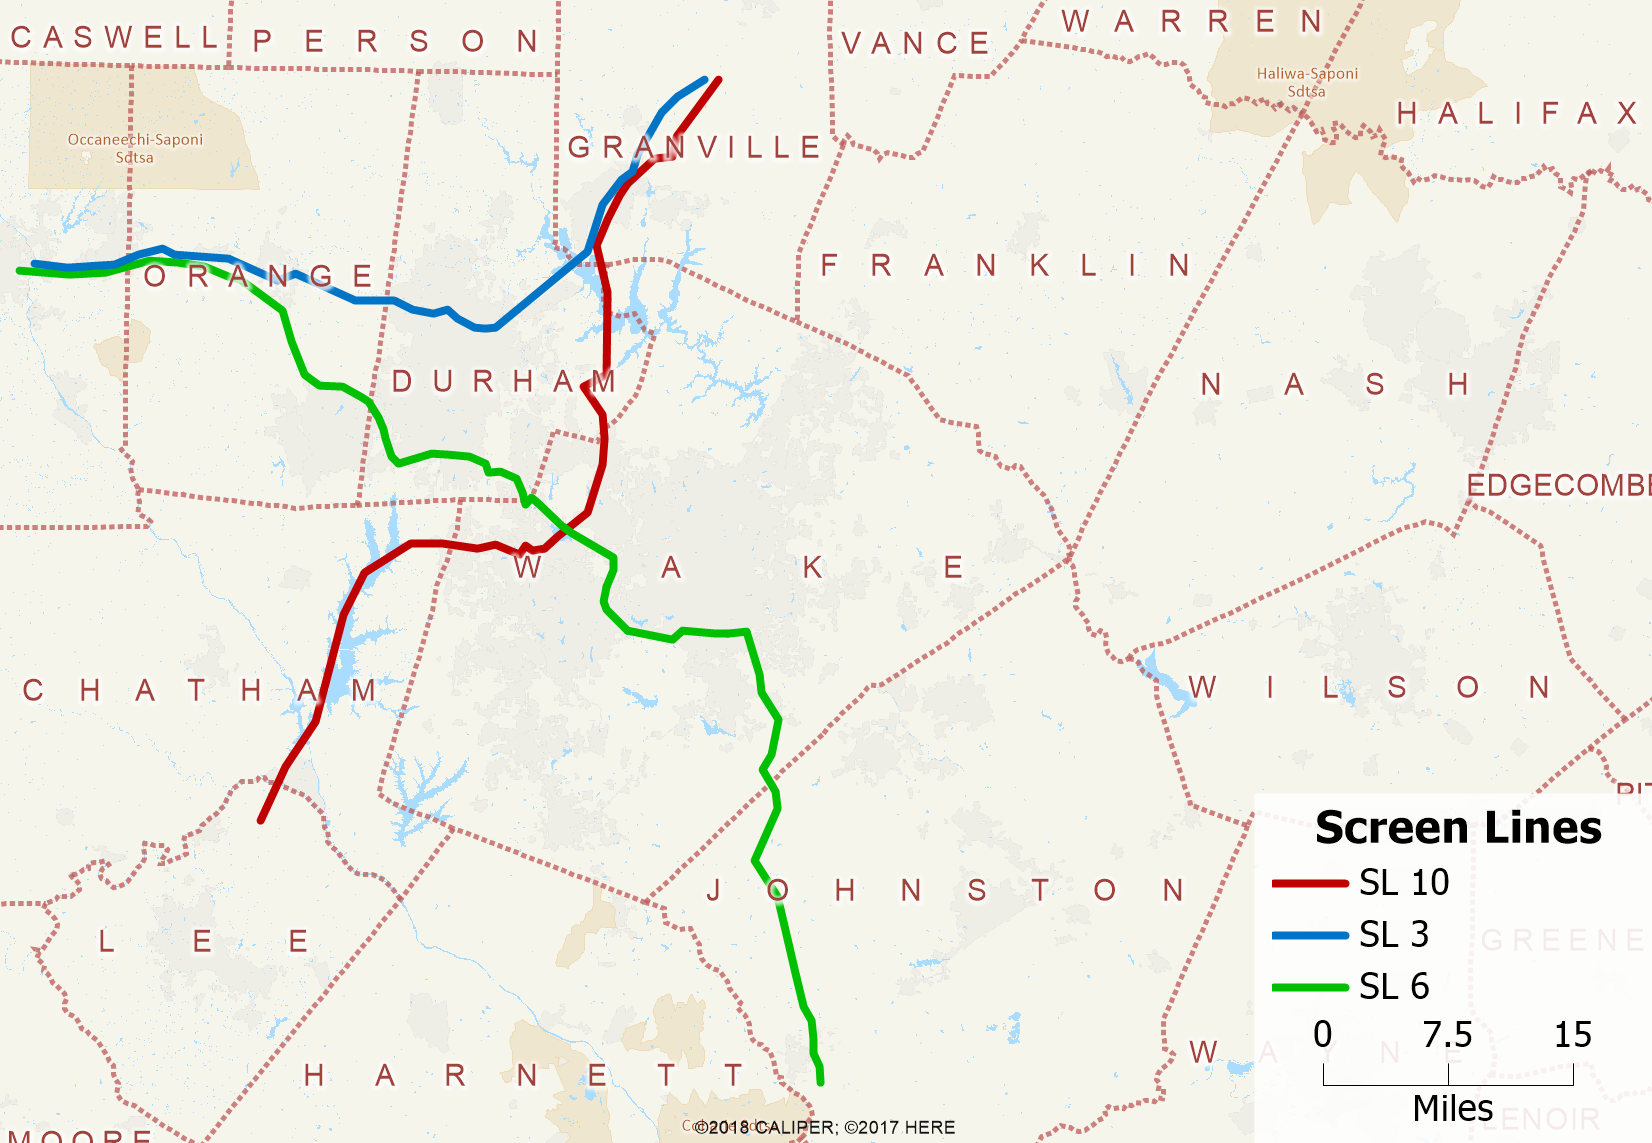 CASWELL
PERSON
VANCE
WARREN
Haliwa-Saponi
Sdtsa
HALIFAX
Occaneechi-Saponi
Sdtsa
GRANVILLE
ORANGE
FRANKLIN
DURHAM
NASH
EDGECOMBE
WAKE
CHATHAM
WILSON
JOHNSTON
LEE
HARNETT
WAYNE
MOORE
GREENE
LENOIR
Screen Lines
SL 10
SL 3
SL 6
0 7.5 15
Miles
©2018 CALIPER; ©2017 HERE